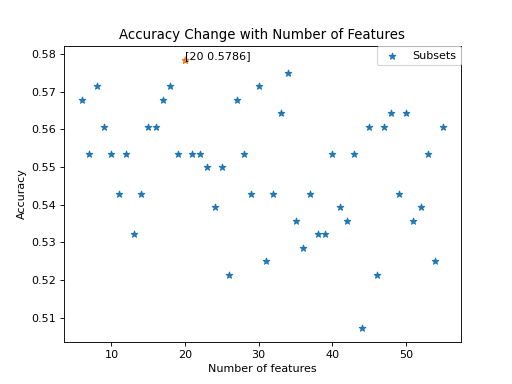 Accuracy Change with Number of Features
[20 0.5786]
Subsets
0.58
0.57
0.56
0.55
0.54
0.53
0.52
0.51
Accuracy
10 20 30 40 50
Number of features